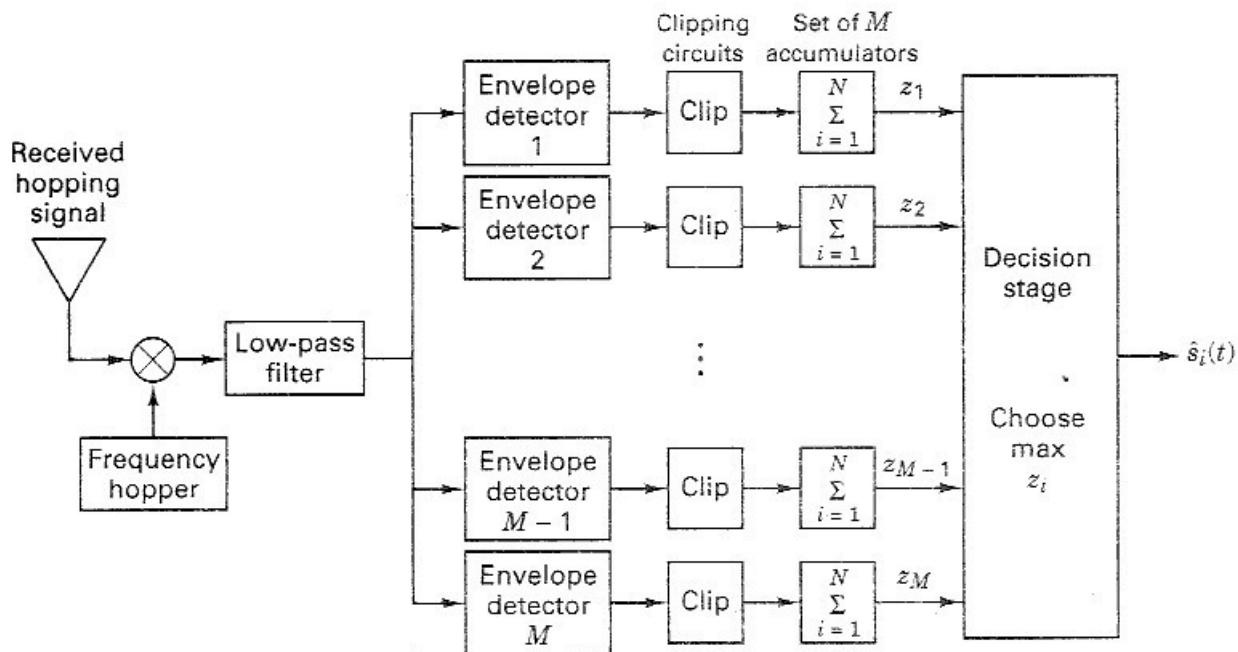 Clipping
circuits
Set of M
accumulators
Received
hopping
signal
Low-pass
filter
Frequency
hopper
Envelope
detector
1
Clip
N
Σ
i = 1
z1
Envelope
detector
2
Clip
N
Σ
i = 1
z2
Envelope
detector
M − 1
Clip
N
Σ
i = 1
zM − 1
Envelope
detector
M
Clip
N
Σ
i = 1
zM
Decision
stage
Choose
max
zi
ŝi(t)